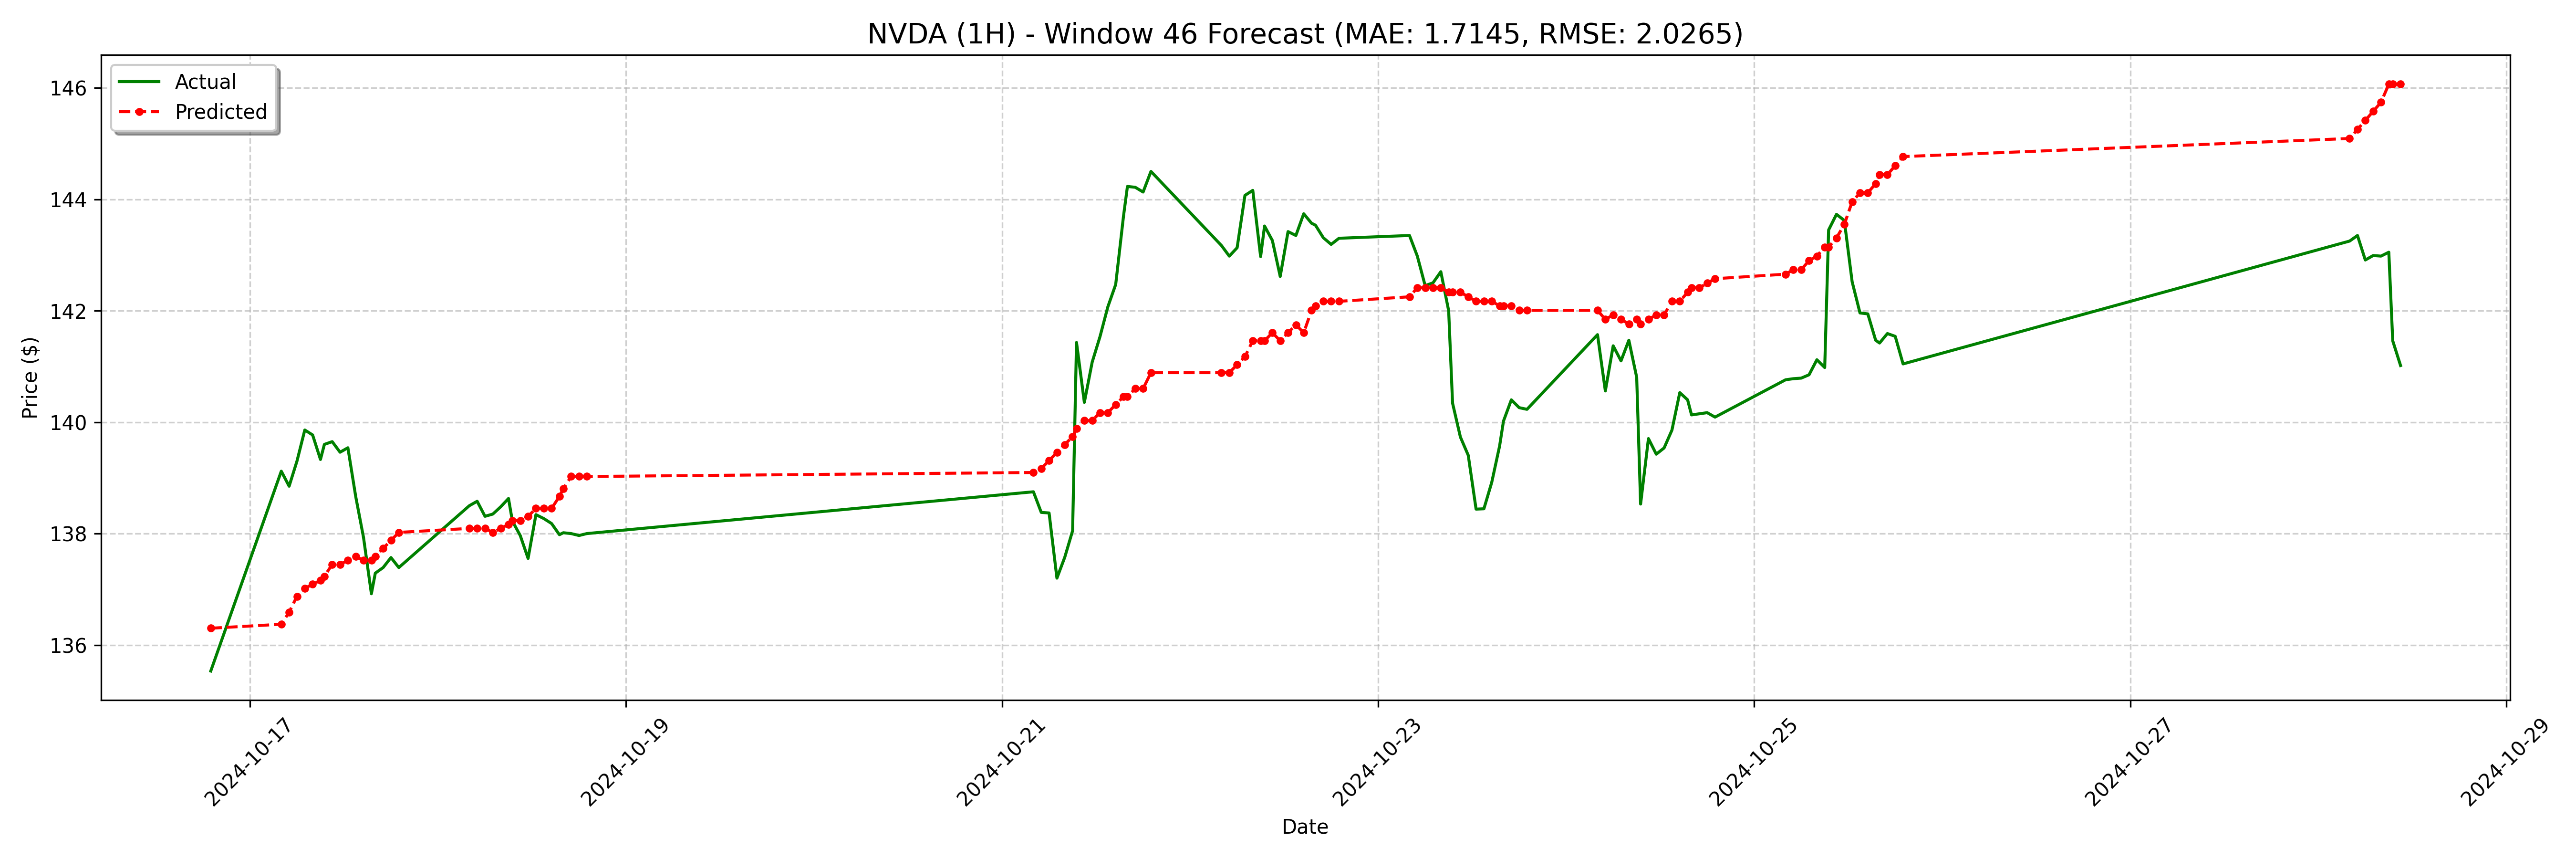 NVDA (1H) - Window 46 Forecast (MAE: 1.7145, RMSE: 2.0265)
Actual
Predicted
Price ($)
146
144
142
140
138
136
2024-10-17
2024-10-19
2024-10-21
2024-10-23
2024-10-25
2024-10-27
2024-10-29
Date